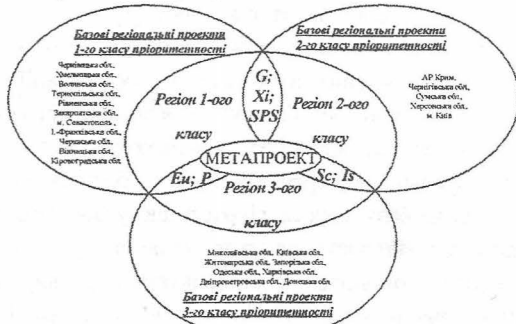 Базові регіональні проекти
1-го класу пріоритетності
Чернівецька обл.,
Хмельницька обл.,
Волинська обл.,
Тернопільська обл.,
Рівненська обл.,
Закарпатська обл.,
м. Севастополь,
І.-Франківська обл.,
Черкаська обл.,
Вінницька обл.,
Кіровоградська обл.
Базові регіональні проекти
2-го класу пріоритетності
АР Крим,
Чернігівська обл.,
Сумська обл.,
Херсонська обл.,
м. Київ
G;
Xi;
SPS
Регіон 1-ого
класу
Регіон 2-ого
класу
МЕТАПРОЕКТ
Eu; P
Sc; Is
Регіон 3-ого
класу
Миколаївська обл., Київська обл.,
Житомирська обл., Запорізька обл.,
Одеська обл., Харківська обл.,
Дніпропетровська обл., Донецька обл.
Базові регіональні проекти
3-го класу пріоритетності